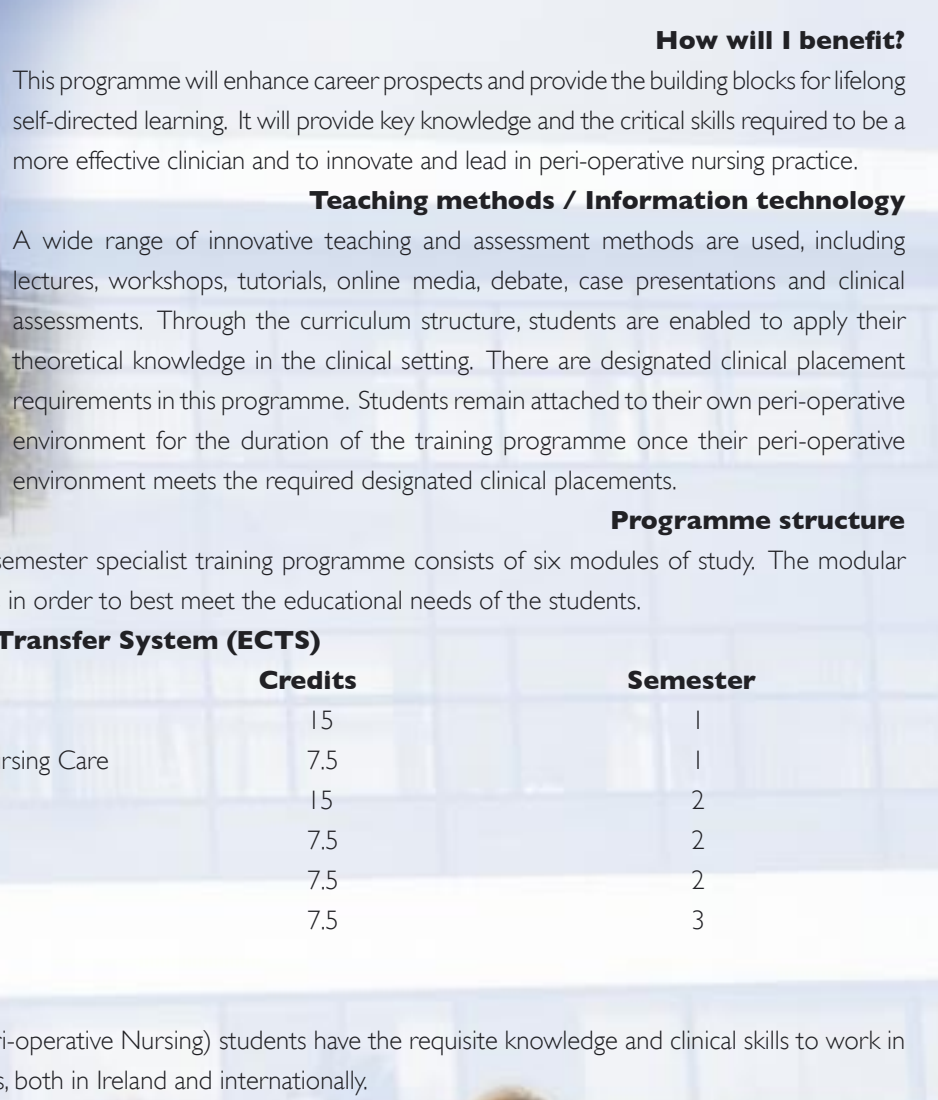 How will I benefit?
This programme will enhance career prospects and provide the building blocks for lifelong
self-directed learning. It will provide key knowledge and the critical skills required to be a
more effective clinician and to innovate and lead in peri-operative nursing practice.
Teaching methods / Information technology
A wide range of innovative teaching and assessment methods are used, including
lectures, workshops, tutorials, online media, debate, case presentations and clinical
assessments. Through the curriculum structure, students are enabled to apply their
theoretical knowledge in the clinical setting. There are designated clinical placement
requirements in this programme. Students remain attached to their own peri-operative
environment for the duration of the training programme once their peri-operative
environment meets the required designated clinical placements.
Programme structure
semester specialist training programme consists of six modules of study. The modular
in order to best meet the educational needs of the students.
Transfer System (ECTS)
Credits Semester
15 1
rsing Care 7.5 1
15 2
7.5 2
7.5 2
7.5 3
ri-operative Nursing) students have the requisite knowledge and clinical skills to work in
s, both in Ireland and internationally.